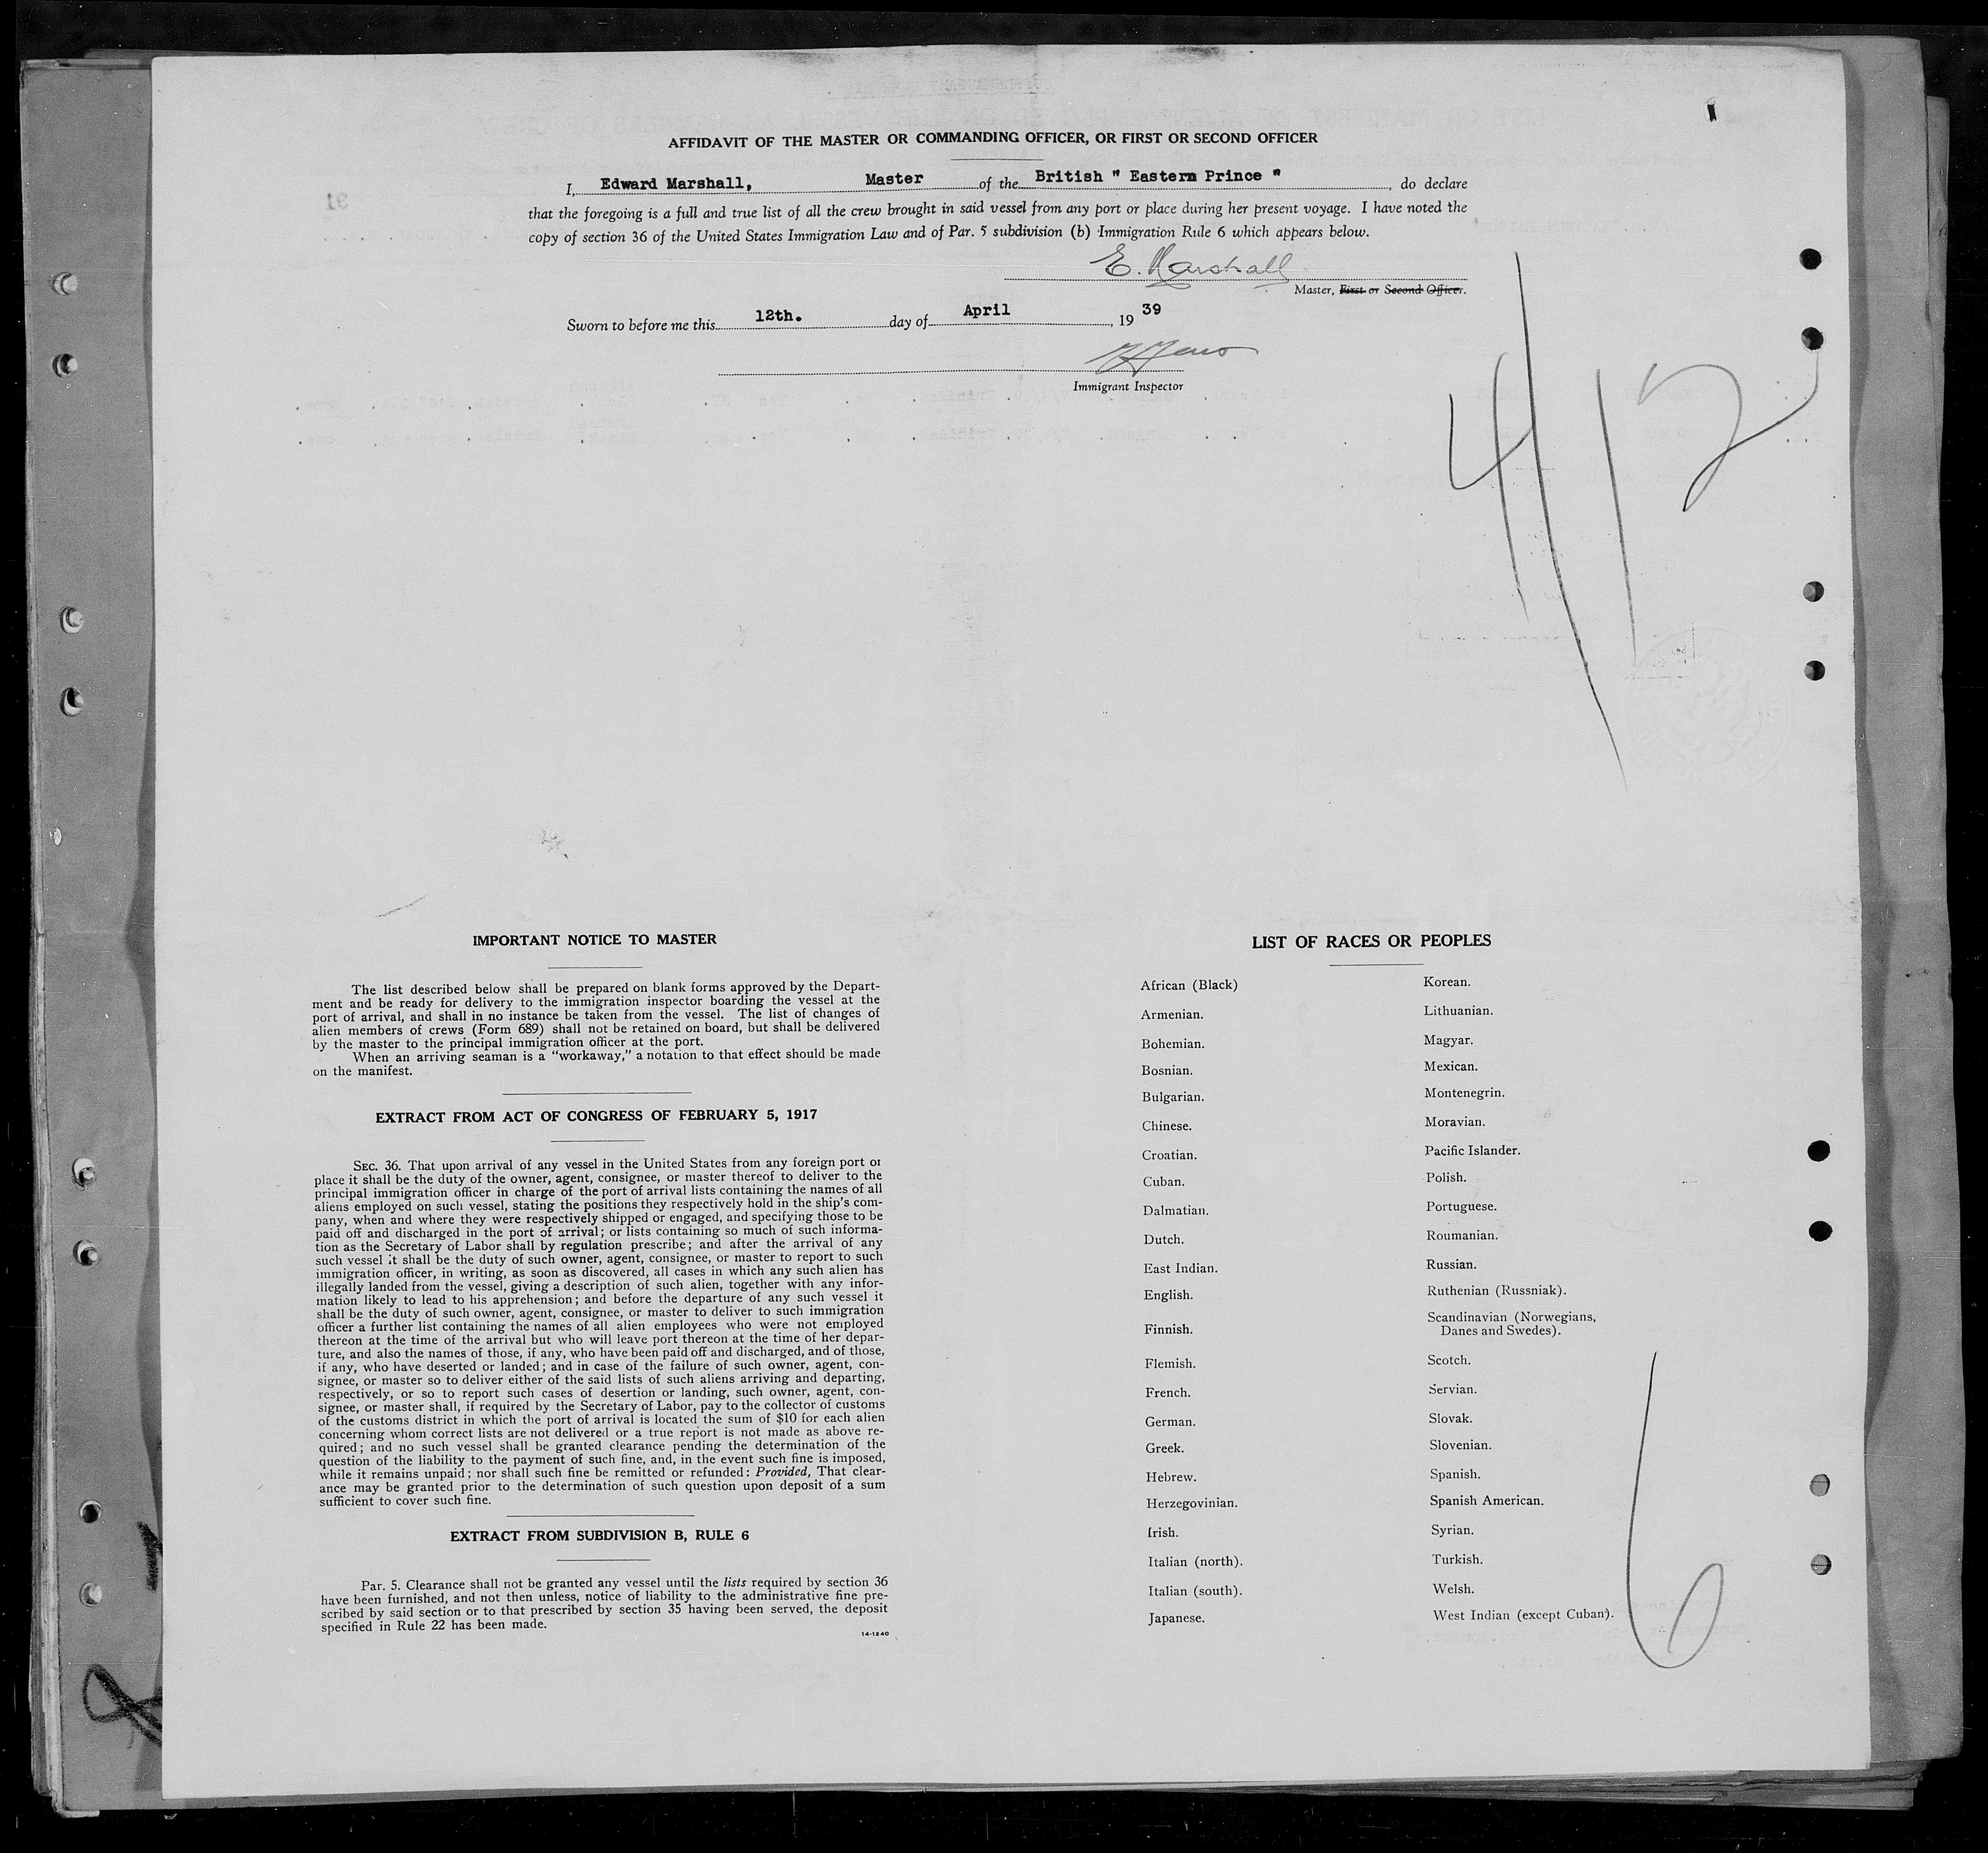 AFFIDAVIT OF THE MASTER OR COMMANDING OFFICER, OR FIRST OR SECOND OFFICER
I, Edward Marshall, Master of the British " Eastern Prince ", do declare
that the foregoing is a full and true list of all the crew brought in said vessel from any port or place during her present voyage. I have noted the
copy of section 36 of the United States Immigration Law and of Par. 5 subdivision (b) Immigration Rule 6 which appears below.
E. Marshall
Master, First or Second Officer.
Sworn to before me this 12th. day of April, 19 39
Immigrant Inspector
4/12
IMPORTANT NOTICE TO MASTER
The list described below shall be prepared on blank forms approved by the Depart-
ment and be ready for delivery to the immigration inspector boarding the vessel at the
port of arrival, and shall in no instance be taken from the vessel. The list of changes of
alien members of crews (Form 689) shall not be retained on board, but shall be delivered
by the master to the principal immigration officer at the port.
When an arriving seaman is a "workaway," a notation to that effect should be made
on the manifest.
EXTRACT FROM ACT OF CONGRESS OF FEBRUARY 5, 1917
SEC. 36. That upon arrival of any vessel in the United States from any foreign port or
place it shall be the duty of the owner, agent, consignee, or master thereof to deliver to the
principal immigration officer in charge of the port of arrival lists containing the names of all
aliens employed on such vessel, stating the positions they respectively hold in the ship's com-
pany, when and where they were respectively shipped or engaged, and specifying those to be
paid off and discharged in the port of arrival; or lists containing so much of such informa-
tion as the Secretary of Labor shall by regulation prescribe; and after the arrival of any
such vessel it shall be the duty of such owner, agent, consignee, or master to report to such
immigration officer, in writing, as soon as discovered, all cases in which any such alien has
illegally landed from the vessel, giving a description of such alien, together with any infor-
mation likely to lead to his apprehension; and before the departure of any such vessel it
shall be the duty of such owner, agent, consignee, or master to deliver to such immigration
officer a further list containing the names of all alien employees who were not employed
thereon at the time of the arrival but who will leave port thereon at the time of her depar-
ture, and also the names of those, if any, who have been paid off and discharged, and of those,
if any, who have deserted or landed; and in case of the failure of such owner, agent, con-
signee, or master so to deliver either of the said lists of such aliens arriving and departing,
respectively, or so to report such cases of desertion or landing, such owner, agent, con-
signee, or master shall, if required by the Secretary of Labor, pay to the collector of customs
of the customs district in which the port of arrival is located the sum of $10 for each alien
concerning whom correct lists are not delivered or a true report is not made as above re-
quired; and no such vessel shall be granted clearance pending the determination of the
question of the liability to the payment of such fine, and, in the event such fine is imposed,
while it remains unpaid; nor shall such fine be remitted or refunded: Provided, That clear-
ance may be granted prior to the determination of such question upon deposit of a sum
sufficient to cover such fine.
EXTRACT FROM SUBDIVISION B, RULE 6
Par. 5. Clearance shall not be granted any vessel until the lists required by section 36
have been furnished, and not then unless, notice of liability to the administrative fine pre-
scribed by said section or to that prescribed by section 35 having been served, the deposit
specified in Rule 22 has been made.
14-1240
LIST OF RACES OR PEOPLES
African (Black)
Armenian.
Bohemian.
Bosnian.
Bulgarian.
Chinese.
Croatian.
Cuban.
Dalmatian.
Dutch.
East Indian.
English.
Finnish.
Flemish.
French.
German.
Greek.
Hebrew.
Herzegovinian.
Irish.
Italian (north).
Italian (south).
Japanese.
Korean.
Lithuanian.
Magyar.
Mexican.
Montenegrin.
Moravian.
Pacific Islander.
Polish.
Portuguese.
Roumanian.
Russian.
Ruthenian (Russniak).
Scandinavian (Norwegians,
Danes and Swedes).
Scotch.
Servian.
Slovak.
Slovenian.
Spanish.
Spanish American.
Syrian.
Turkish.
Welsh.
West Indian (except Cuban).
6